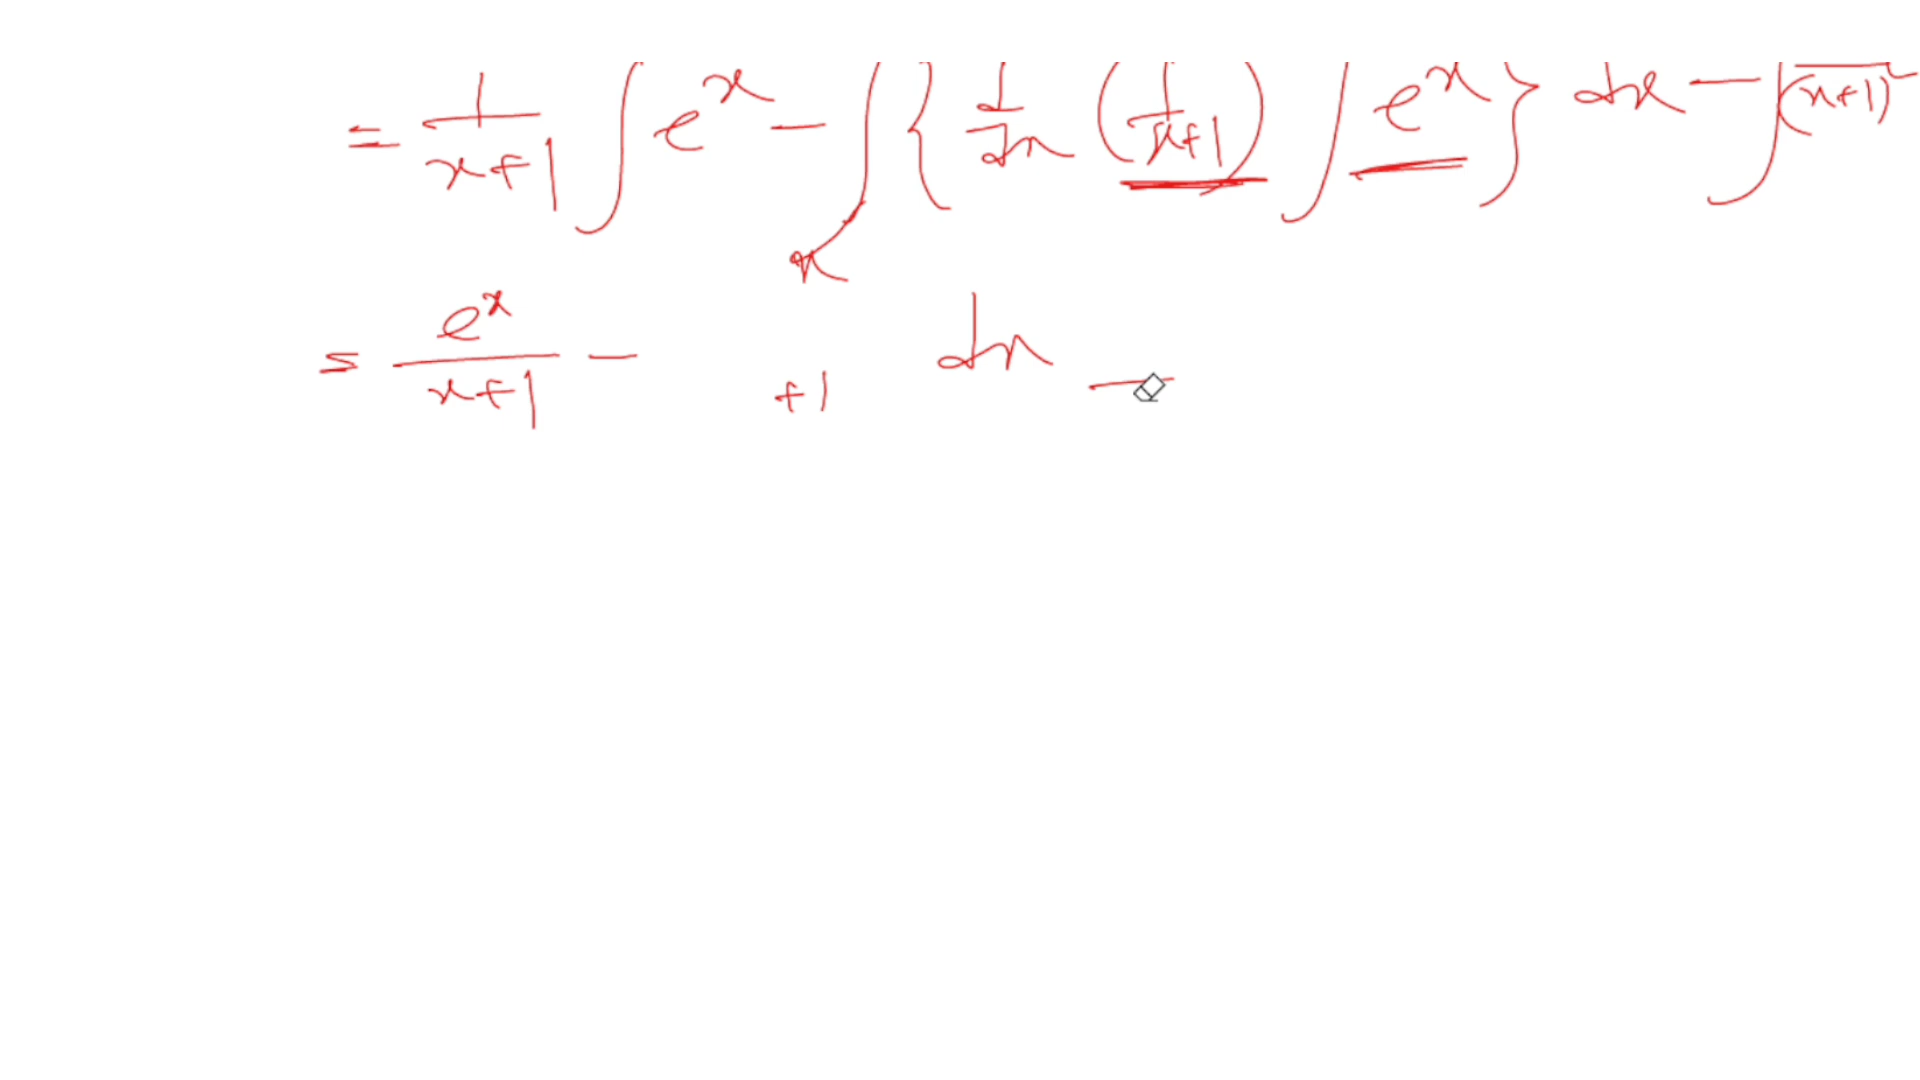 = 1/(x+1) ∫ e^x − ∫ { d/dx (1/(x+1)) ∫ e^x } dx − ∫ /(x+1)^2
x
= e^x/(x+1) − +1 dx −